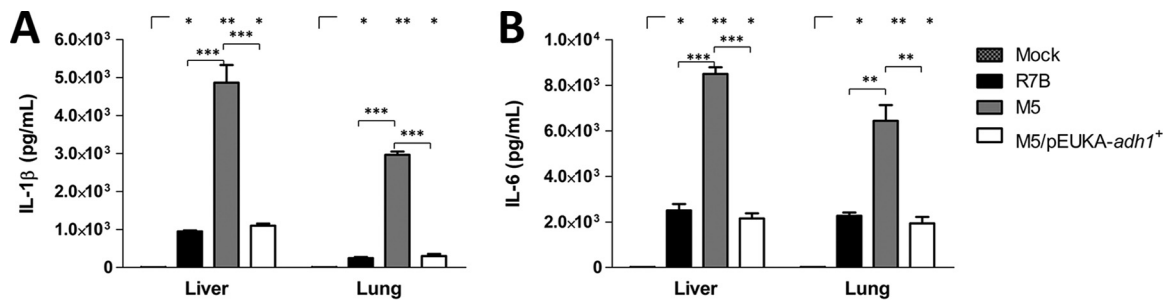 A
* ** * * ** *
6.0×10³
5.0×10³
4.0×10³
3.0×10³
2.0×10³
1.0×10³
0
IL-1β (pg/mL)
*** ***
*** ***
Liver Lung
B
* ** * * ** *
1.0×10⁴
8.0×10³
6.0×10³
4.0×10³
2.0×10³
0
IL-6 (pg/mL)
*** ***
** **
Liver Lung
Mock
R7B
M5
M5/pEUKA-adh1⁺